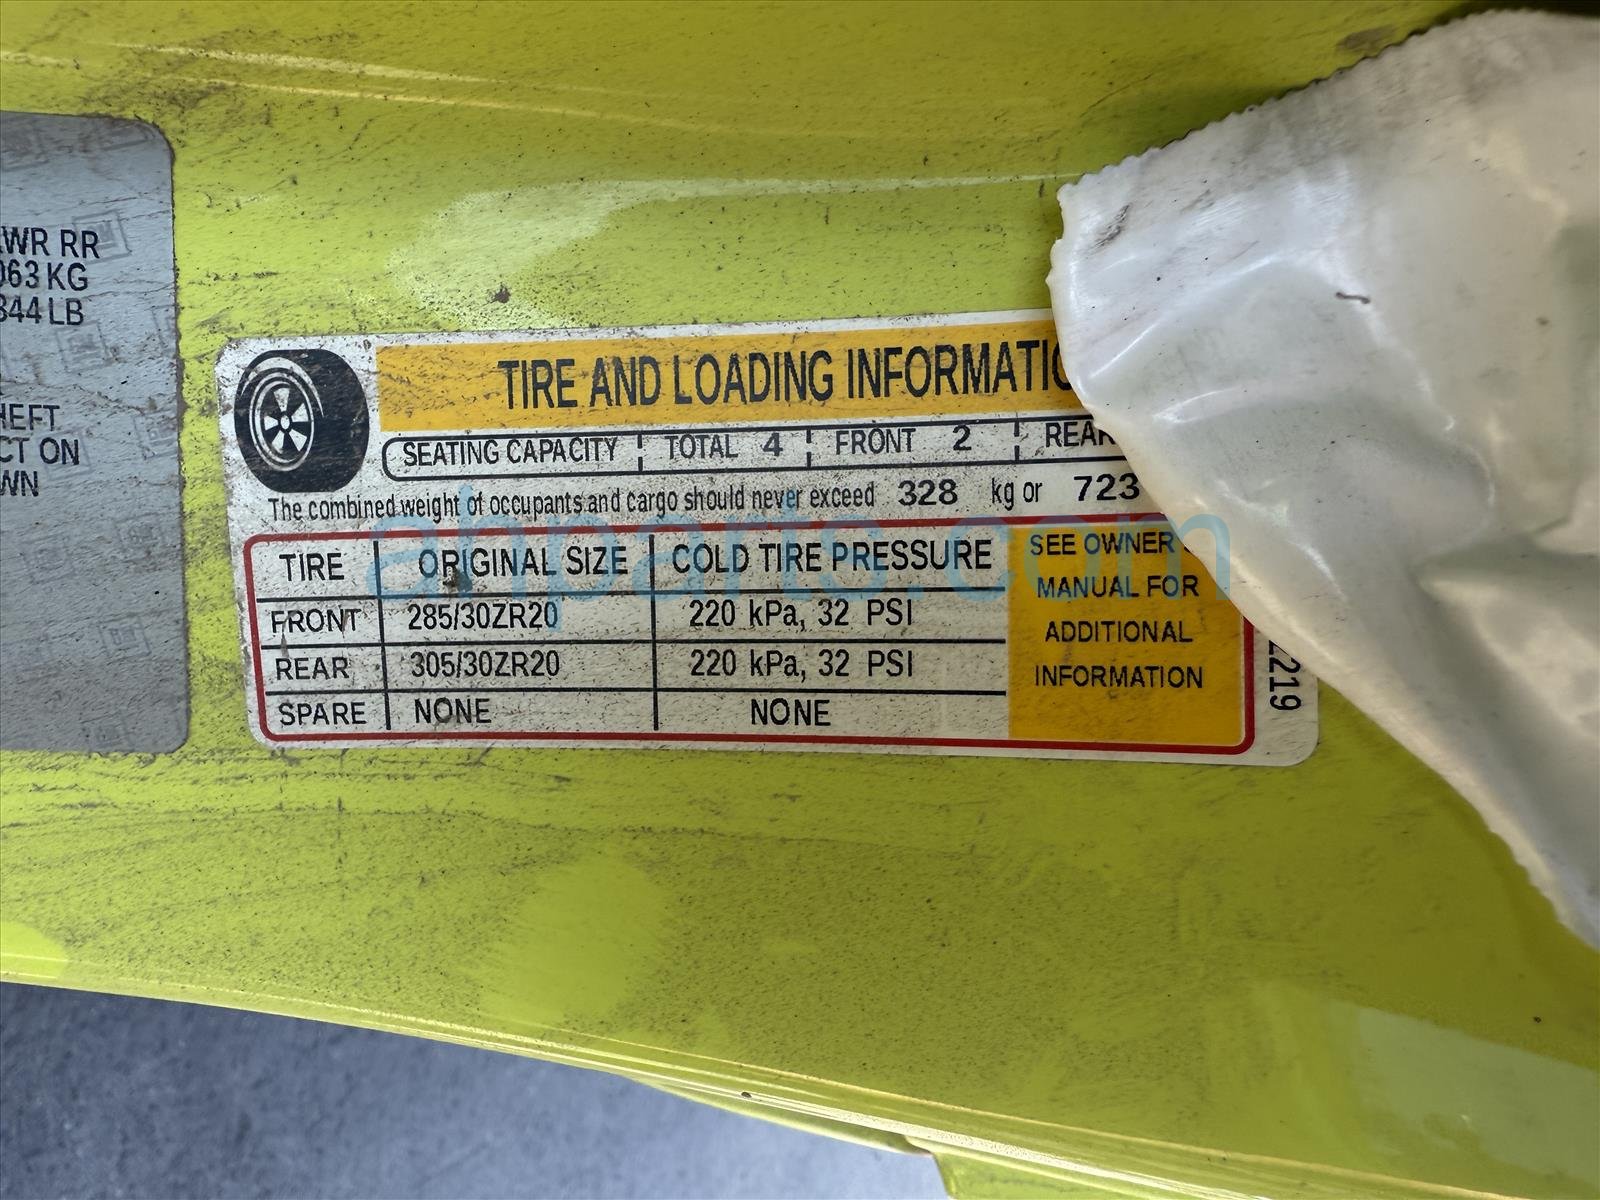 WR RR
063 KG
844 LB
HEFT
CT ON
WN
TIRE AND LOADING INFORMATIO
SEATING CAPACITY TOTAL 4 FRONT 2 REAR
The combined weight of occupants and cargo should never exceed 328 kg or 723
TIRE ORIGINAL SIZE COLD TIRE PRESSURE
FRONT 285/30ZR20 220 kPa, 32 PSI
REAR 305/30ZR20 220 kPa, 32 PSI
SPARE NONE NONE
SEE OWNER
MANUAL FOR
ADDITIONAL
INFORMATION
2219
ahparts.com